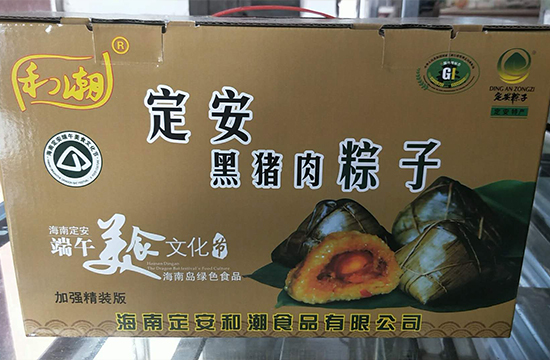 和潮®
定安
黑猪肉粽子
GI
DING AN ZONGZI
定安粽子
海南定安
端午美食文化节
海南岛绿色食品
加强精装版
海南定安和潮食品有限公司